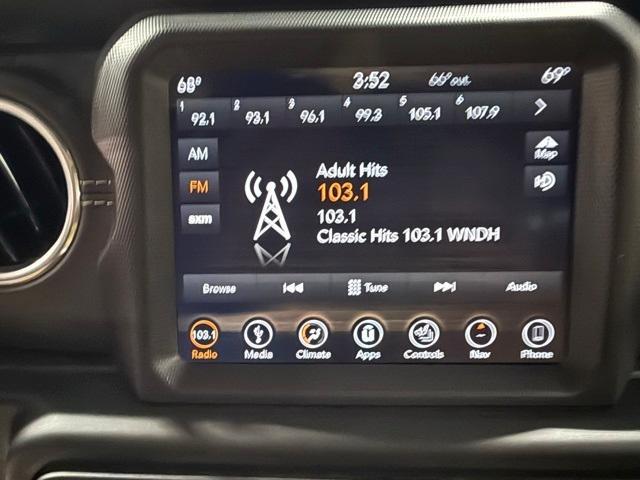 68° 3:52 66° out 69°
1 92.1 2 93.1 3 96.1 4 99.3 5 105.1 6 107.9
AM
FM
sxm
Adult Hits
103.1
103.1
Classic Hits 103.1 WNDH
Map
Browse Tune Audio
103.1
Radio Media Climate Apps Controls Nav Phone